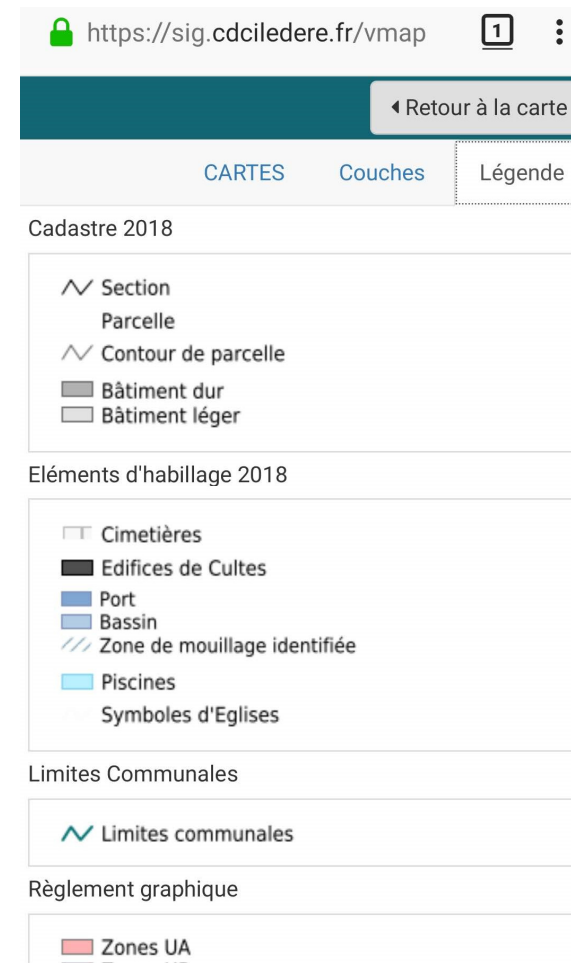 https://sig.cdciledere.fr/vmap 1
Retour à la carte
CARTES Couches Légende
Cadastre 2018
Section
Parcelle
Contour de parcelle
Bâtiment dur
Bâtiment léger
Eléments d'habillage 2018
Cimetières
Edifices de Cultes
Port
Bassin
Zone de mouillage identifiée
Piscines
Symboles d'Eglises
Limites Communales
Limites communales
Règlement graphique
Zones UA